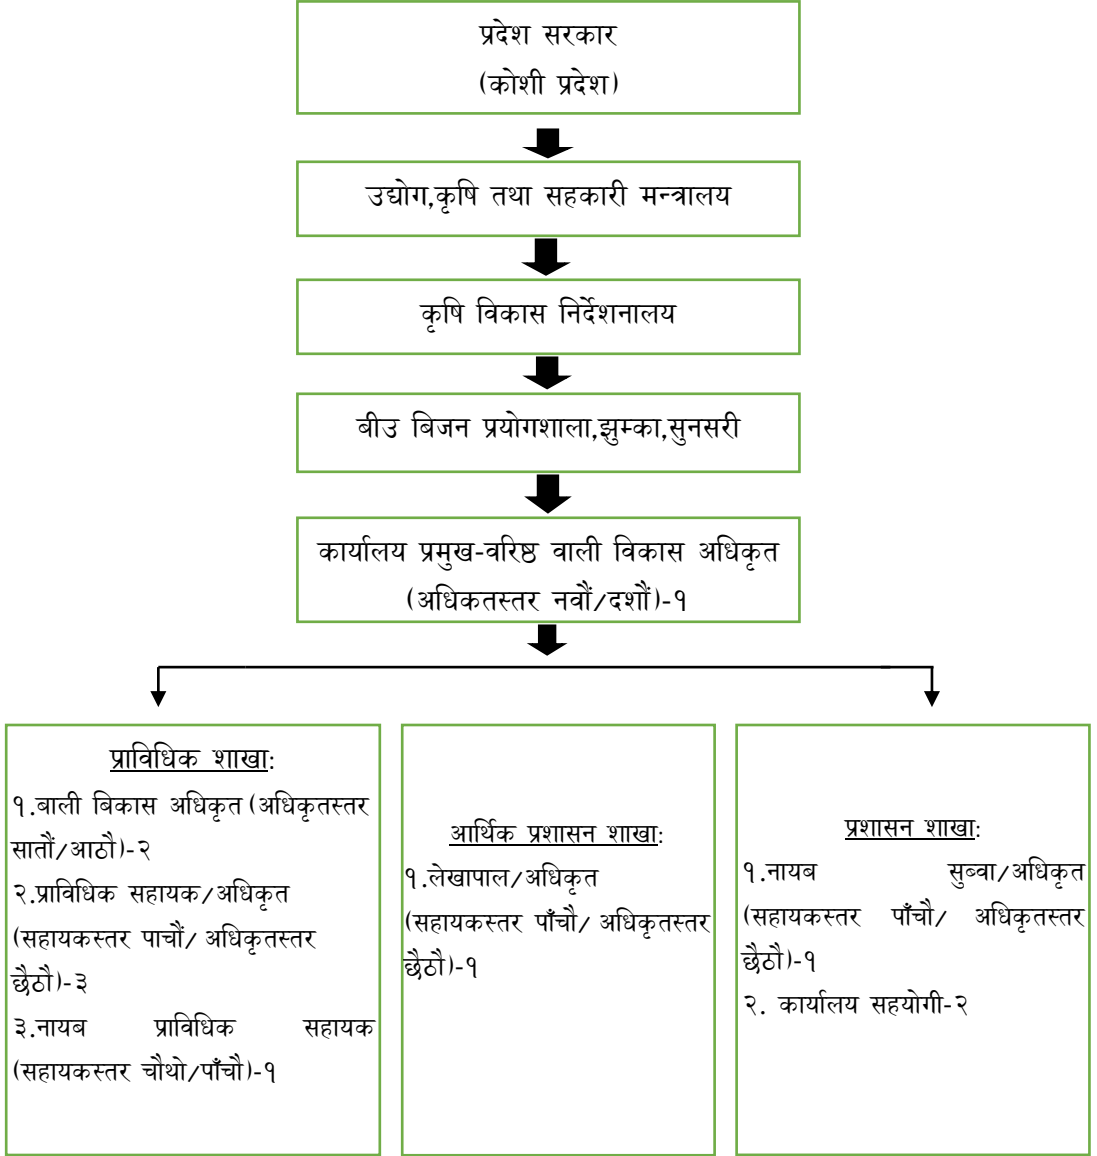 प्रदेश सरकार
(कोशी प्रदेश)
उद्योग,कृषि तथा सहकारी मन्त्रालय
कृषि विकास निर्देशनालय
बीउ बिजन प्रयोगशाला,झुम्का,सुनसरी
कार्यालय प्रमुख-वरिष्ठ वाली विकास अधिकृत
(अधिकतस्तर नवौं/दशौं)-१
प्राविधिक शाखा:
१.बाली बिकास अधिकृत (अधिकृतस्तर
सातौं/आठौ)-२
२.प्राविधिक सहायक/अधिकृत
(सहायकस्तर पाचौं/ अधिकृतस्तर
छैठौ)-३
३.नायब प्राविधिक सहायक
(सहायकस्तर चौथो/पाँचौ)-१
आर्थिक प्रशासन शाखा:
१.लेखापाल/अधिकृत
(सहायकस्तर पाँचौ/ अधिकृतस्तर
छैठौ)-१
प्रशासन शाखा:
१.नायब सुब्वा/अधिकृत
(सहायकस्तर पाँचौ/ अधिकृतस्तर
छैठौ)-१
२. कार्यालय सहयोगी-२